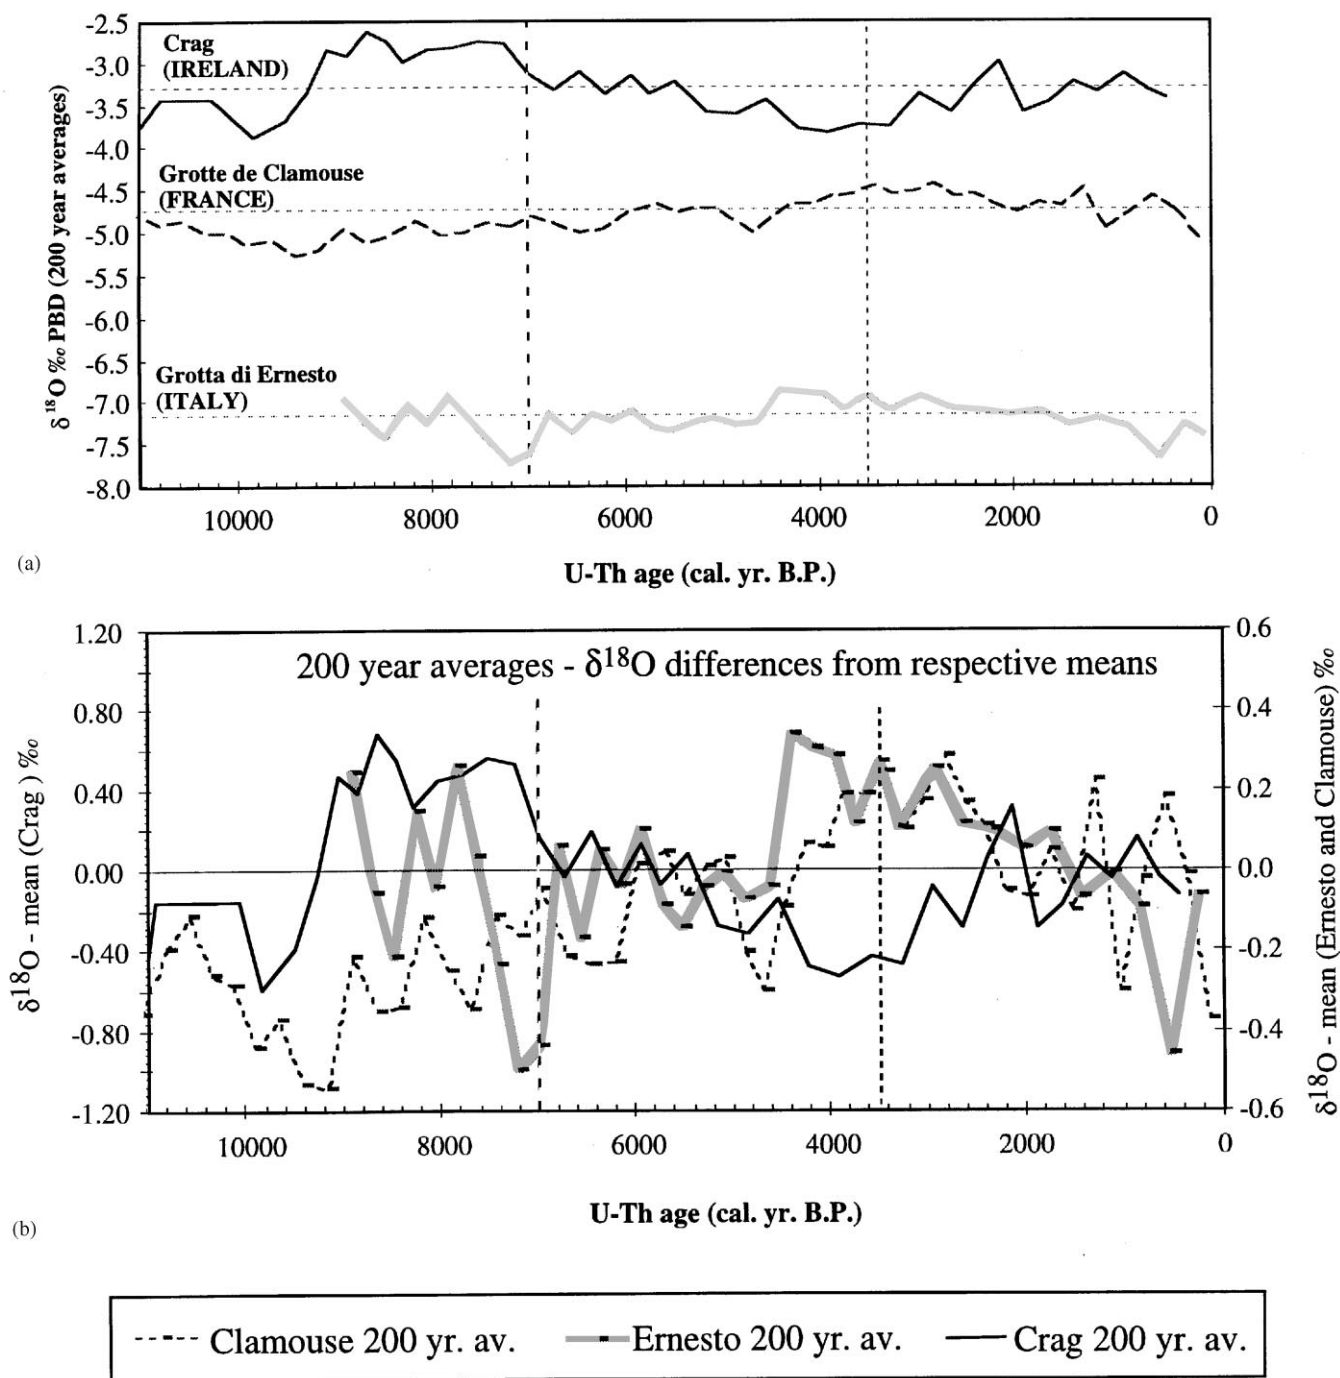 -2.5
-3.0
-3.5
-4.0
-4.5
-5.0
-5.5
-6.0
-6.5
-7.0
-7.5
-8.0
δ18O ‰ PBD (200 year averages)
Crag
(IRELAND)
Grotte de Clamouse
(FRANCE)
Grotta di Ernesto
(ITALY)
10000 8000 6000 4000 2000 0
U-Th age (cal. yr. B.P.)
(a)
200 year averages - δ18O differences from respective means
1.20
0.80
0.40
0.00
-0.40
-0.80
-1.20
δ18O - mean (Crag ) ‰
0.6
0.4
0.2
0.0
-0.2
-0.4
-0.6
δ18O - mean (Ernesto and Clamouse) ‰
10000 8000 6000 4000 2000 0
U-Th age (cal. yr. B.P.)
(b)
Clamouse 200 yr. av. Ernesto 200 yr. av. Crag 200 yr. av.